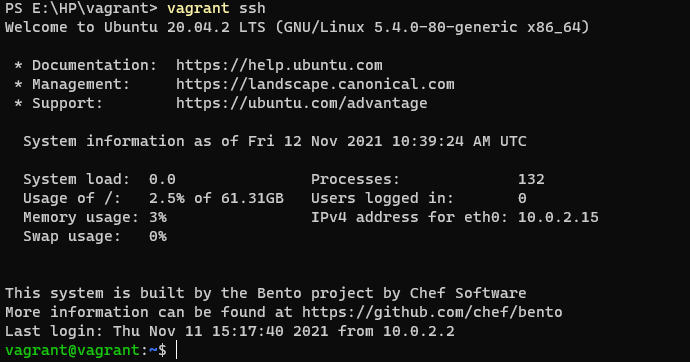 PS E:\HP\vagrant> vagrant ssh
Welcome to Ubuntu 20.04.2 LTS (GNU/Linux 5.4.0-80-generic x86_64)
* Documentation: https://help.ubuntu.com
* Management: https://landscape.canonical.com
* Support: https://ubuntu.com/advantage
System information as of Fri 12 Nov 2021 10:39:24 AM UTC
System load: 0.0 Processes: 132
Usage of /: 2.5% of 61.31GB Users logged in: 0
Memory usage: 3% IPv4 address for eth0: 10.0.2.15
Swap usage: 0%
This system is built by the Bento project by Chef Software
More information can be found at https://github.com/chef/bento
Last login: Thu Nov 11 15:17:40 2021 from 10.0.2.2
vagrant@vagrant:~$